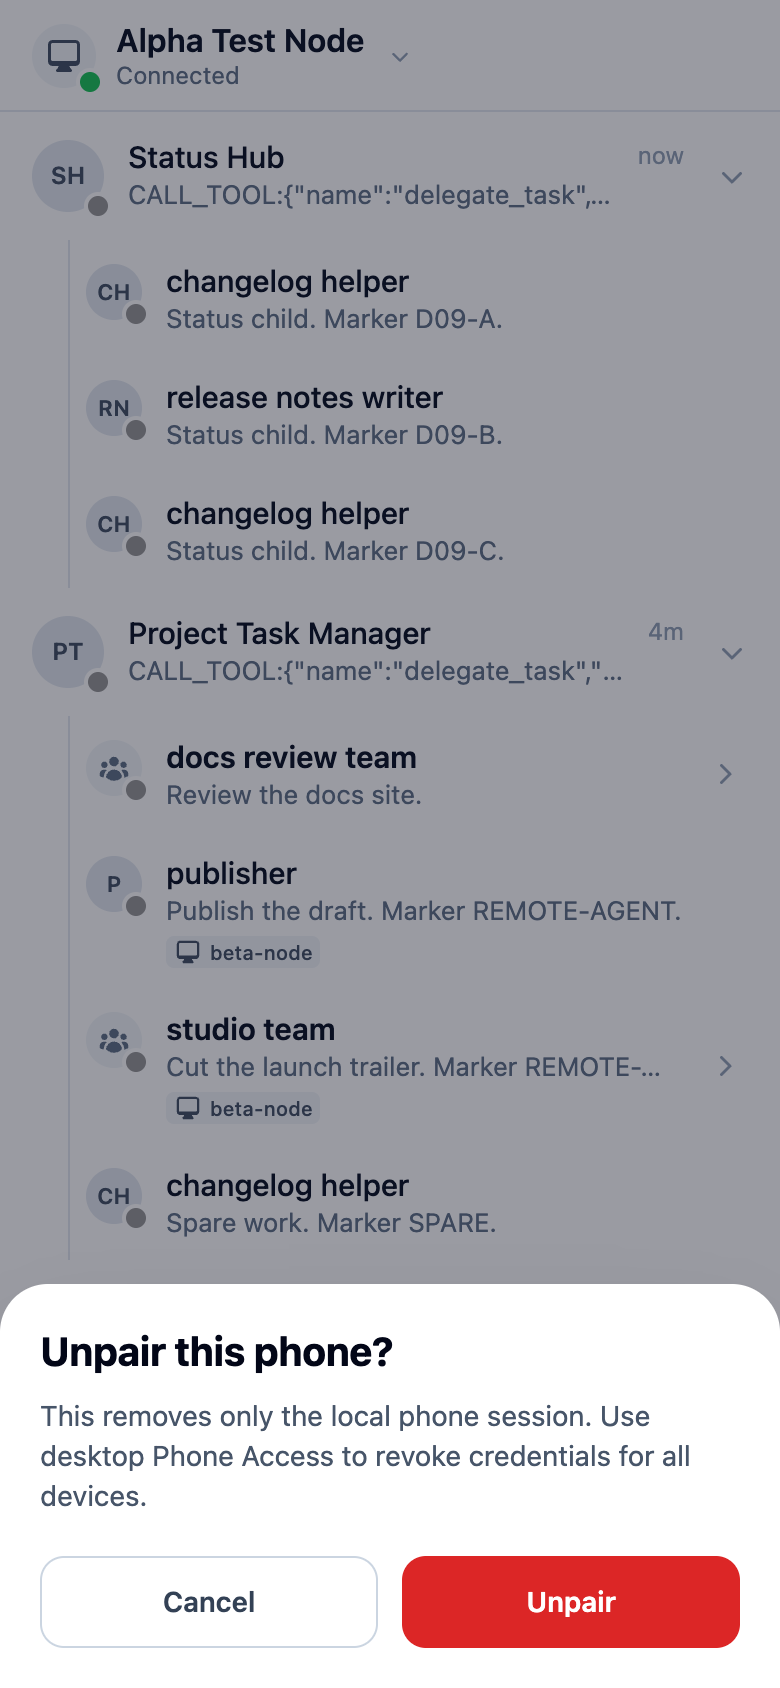 Alpha Test Node
Connected
SH
Status Hub
now
CALL_TOOL:{"name":"delegate_task",...
CH
changelog helper
Status child. Marker D09-A.
RN
release notes writer
Status child. Marker D09-B.
CH
changelog helper
Status child. Marker D09-C.
PT
Project Task Manager
4m
CALL_TOOL:{"name":"delegate_task","...
docs review team
Review the docs site.
P
publisher
Publish the draft. Marker REMOTE-AGENT.
beta-node
studio team
Cut the launch trailer. Marker REMOTE-...
beta-node
CH
changelog helper
Spare work. Marker SPARE.
Unpair this phone?
This removes only the local phone session. Use
desktop Phone Access to revoke credentials for all
devices.
Cancel
Unpair